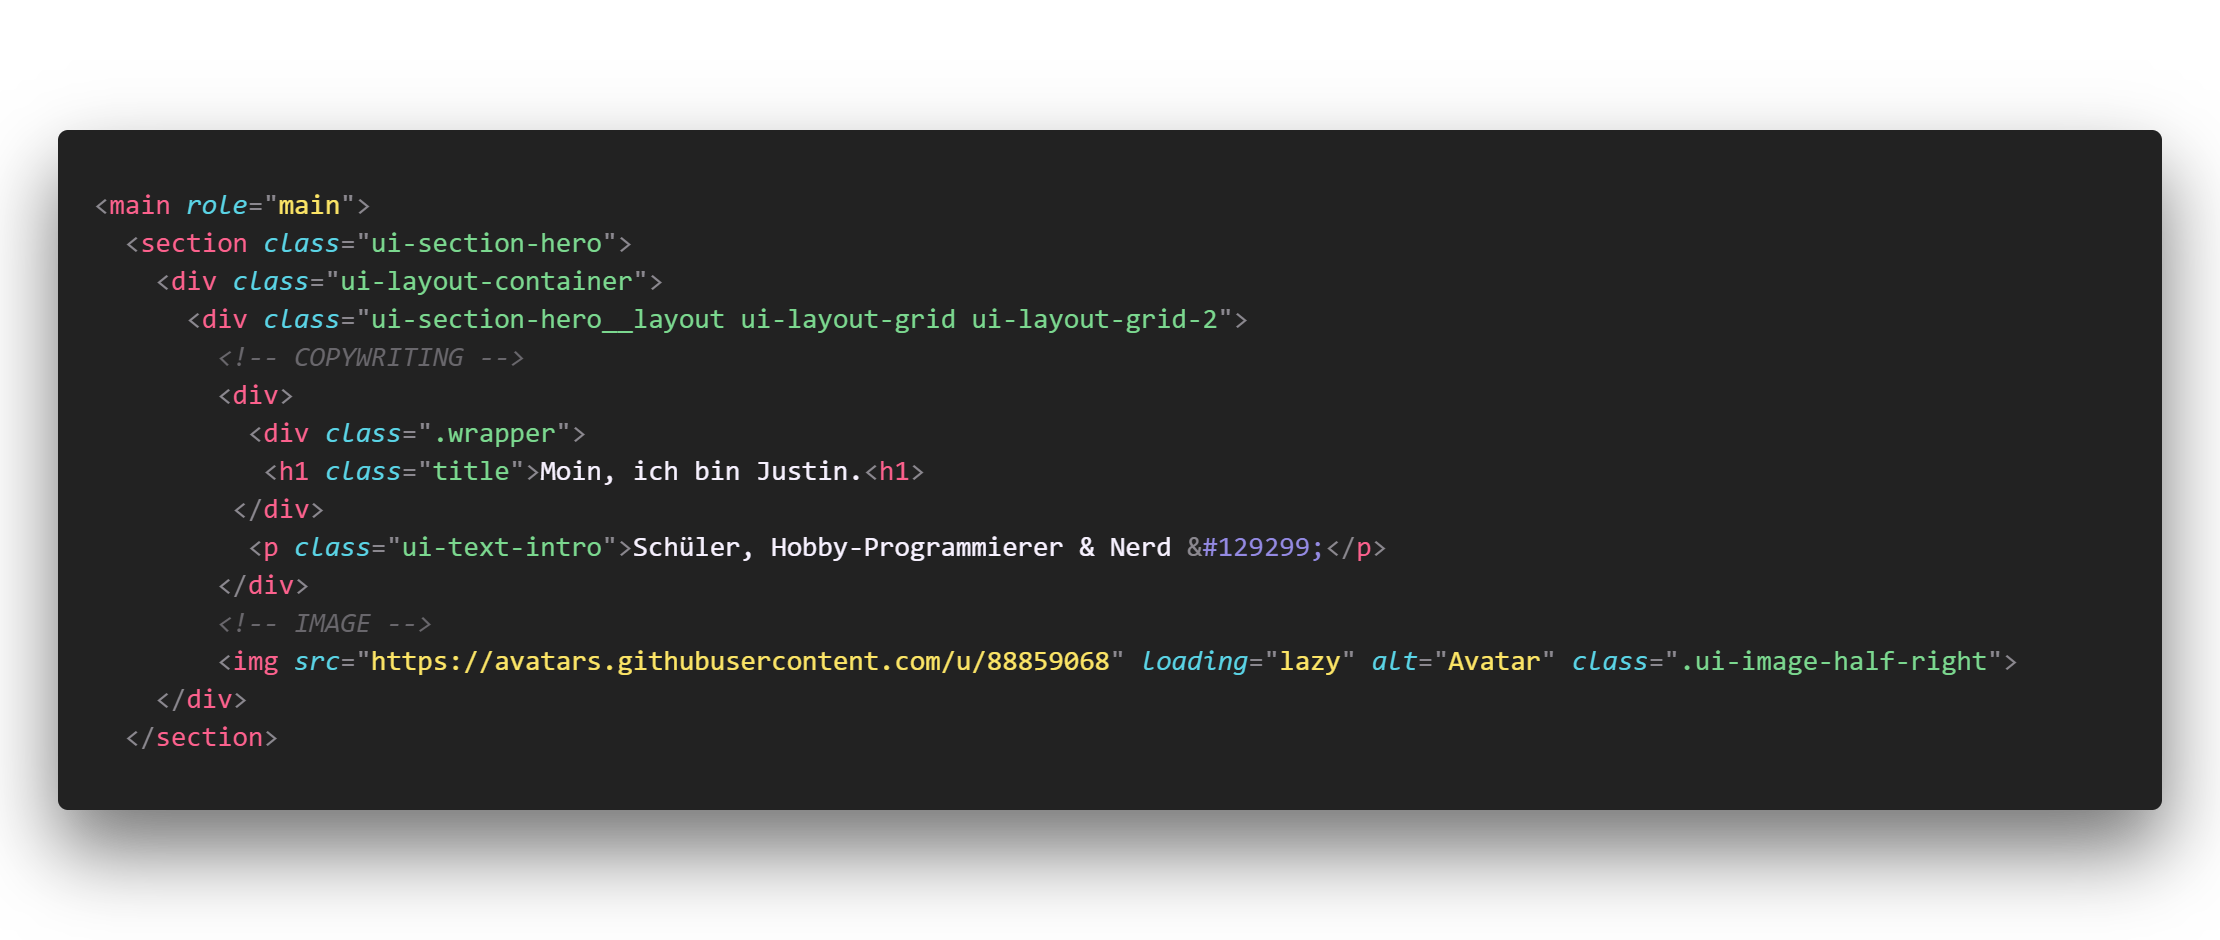 <main role="main">
<section class="ui-section-hero">
<div class="ui-layout-container">
<div class="ui-section-hero__layout ui-layout-grid ui-layout-grid-2">
<!-- COPYWRITING -->
<div>
<div class=".wrapper">
<h1 class="title">Moin, ich bin Justin.<h1>
</div>
<p class="ui-text-intro">Schüler, Hobby-Programmierer & Nerd &#129299;</p>
</div>
<!-- IMAGE -->
<img src="https://avatars.githubusercontent.com/u/88859068" loading="lazy" alt="Avatar" class=".ui-image-half-right">
</div>
</section>